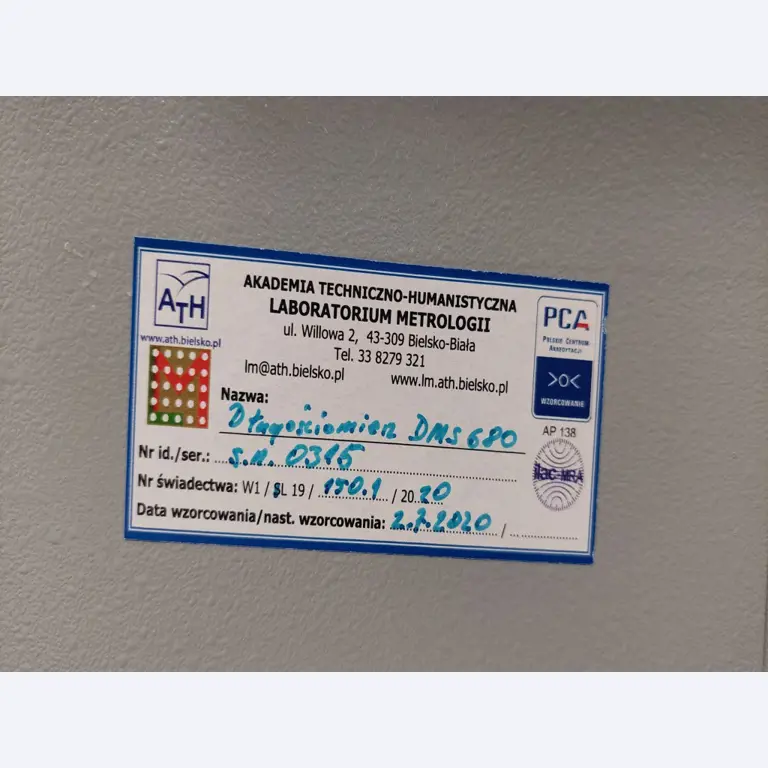 ATH
www.ath.bielsko.pl
AKADEMIA TECHNICZNO-HUMANISTYCZNA
LABORATORIUM METROLOGII
ul. Willowa 2, 43-309 Bielsko-Biała
Tel. 33 8279 321
lm@ath.bielsko.pl www.lm.ath.bielsko.pl
PCA
POLSKIE CENTRUM
AKREDYTACJI
WZORCOWANIE
AP 138
ilac-MRA
Nazwa:
Długościomierz DMS 680
Nr id./ser.: s.n. 0315
Nr świadectwa: W1 / SL 19 / 150.1 / 2020
Data wzorcowania/nast. wzorcowania: 2.7.2020 /